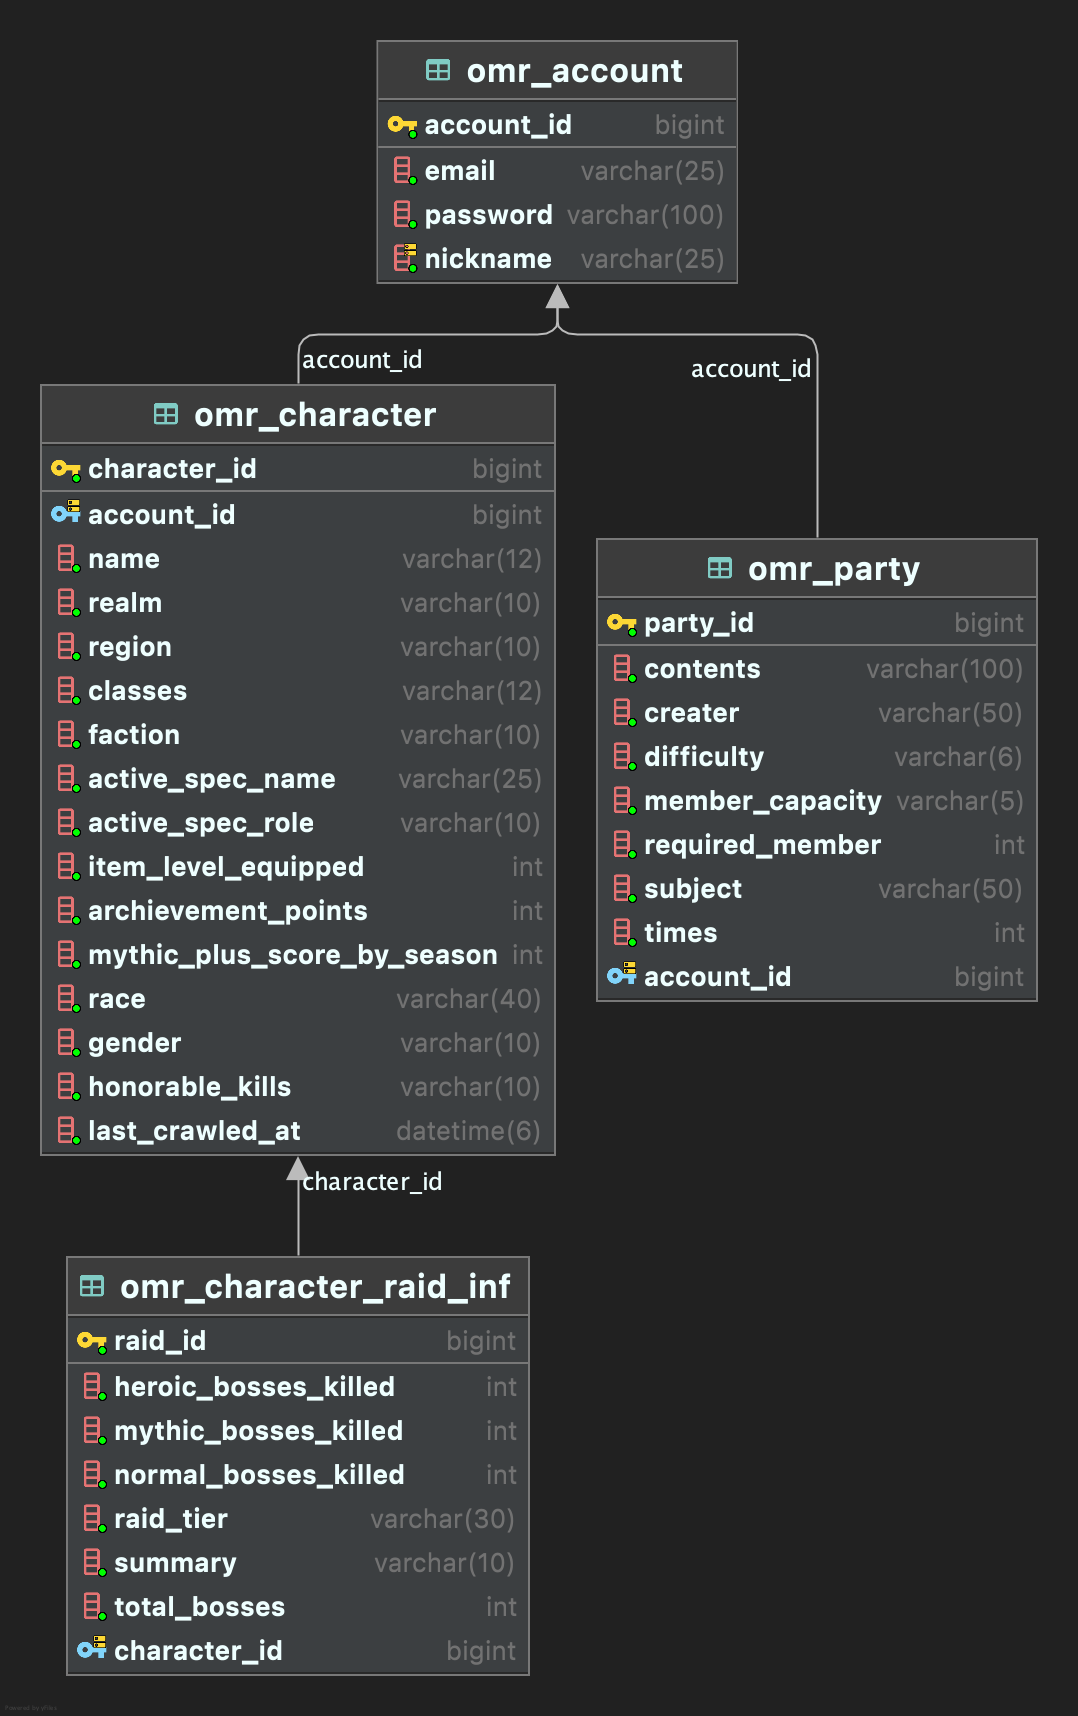 omr_account
account_id bigint
email varchar(25)
password varchar(100)
nickname varchar(25)
account_id
account_id
omr_character
character_id bigint
account_id bigint
name varchar(12)
realm varchar(10)
region varchar(10)
classes varchar(12)
faction varchar(10)
active_spec_name varchar(25)
active_spec_role varchar(10)
item_level_equipped int
archievement_points int
mythic_plus_score_by_season int
race varchar(40)
gender varchar(10)
honorable_kills varchar(10)
last_crawled_at datetime(6)
omr_party
party_id bigint
contents varchar(100)
creater varchar(50)
difficulty varchar(6)
member_capacity varchar(5)
required_member int
subject varchar(50)
times int
account_id bigint
character_id
omr_character_raid_inf
raid_id bigint
heroic_bosses_killed int
mythic_bosses_killed int
normal_bosses_killed int
raid_tier varchar(30)
summary varchar(10)
total_bosses int
character_id bigint
Powered by yFiles